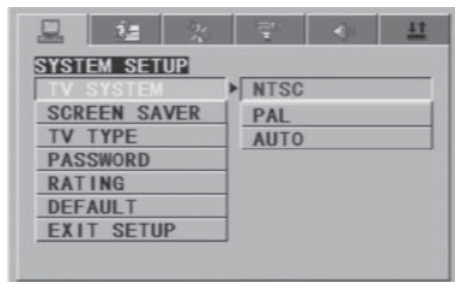 SYSTEM SETUP
TV SYSTEM
NTSC
SCREEN SAVER
PAL
TV TYPE
AUTO
PASSWORD
RATING
DEFAULT
EXIT SETUP